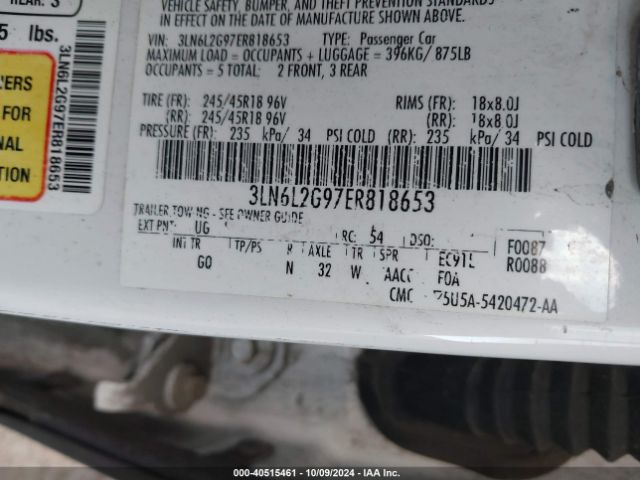 REAR: 3
VEHICLE SAFETY, BUMPER, AND THEFT PREVENTION STANDARDS
IN EFFECT ON THE DATE OF MANUFACTURE SHOWN ABOVE.
5 lbs.
VIN: 3LN6L2G97ER818653 TYPE: Passenger Car
MAXIMUM LOAD = OCCUPANTS + LUGGAGE = 396KG/ 875LB
OCCUPANTS = 5 TOTAL: 2 FRONT, 3 REAR
3LN6L2G97ER818653
FOR
TION
TIRE (FR): 245/45R18 96V RIMS (FR): 18x8.0J
(RR): 245/45R18 96V (RR): 18x8.0J
PRESSURE (FR): 235 kPa/ 34 PSI COLD (RR): 235 kPa/ 34 PSI COLD
3LN6L2G97ER818653
TRAILER TOWING - SEE OWNER GUIDE
EXT PNT: UG RC: 54 DSO: F0087
INT TR TP/PS R AXLE TR SPR EC91L R0088
GO N 32 W AACC F0A
CMC 5U5A-5420472-AA
000-40515461 - 10/09/2024 - IAA Inc.